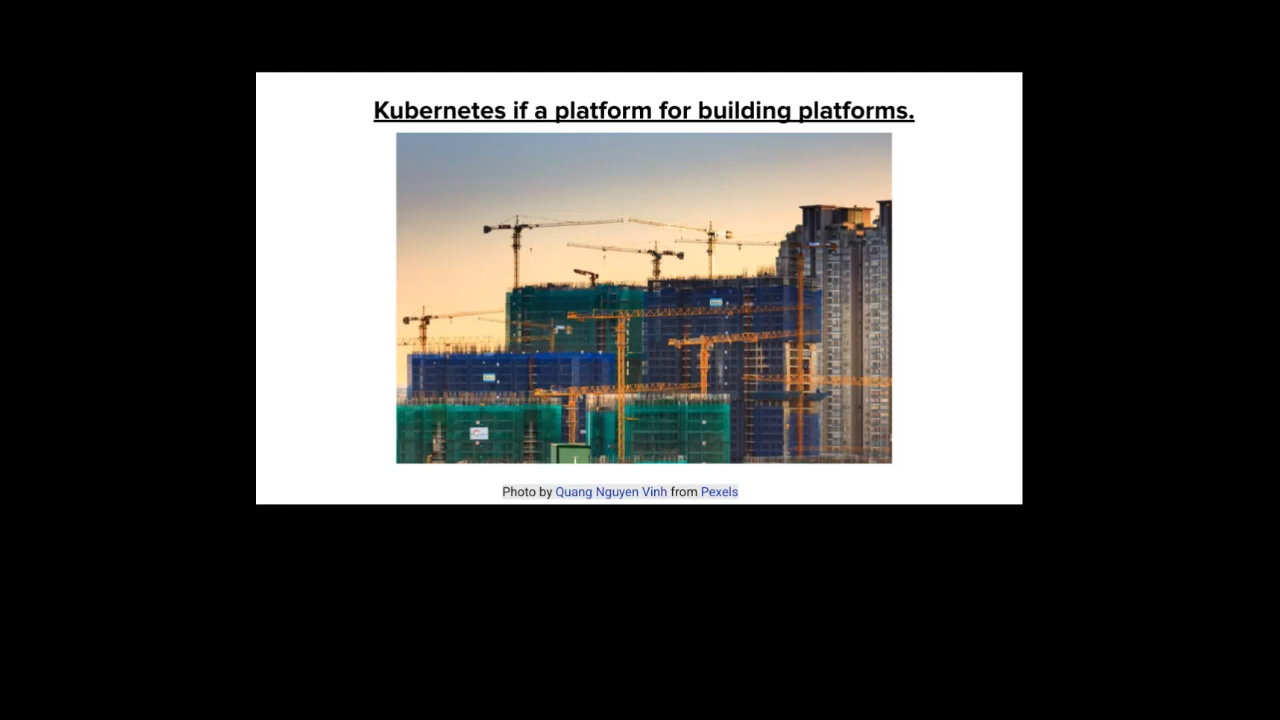 Kubernetes if a platform for building platforms.
Photo by Quang Nguyen Vinh from Pexels